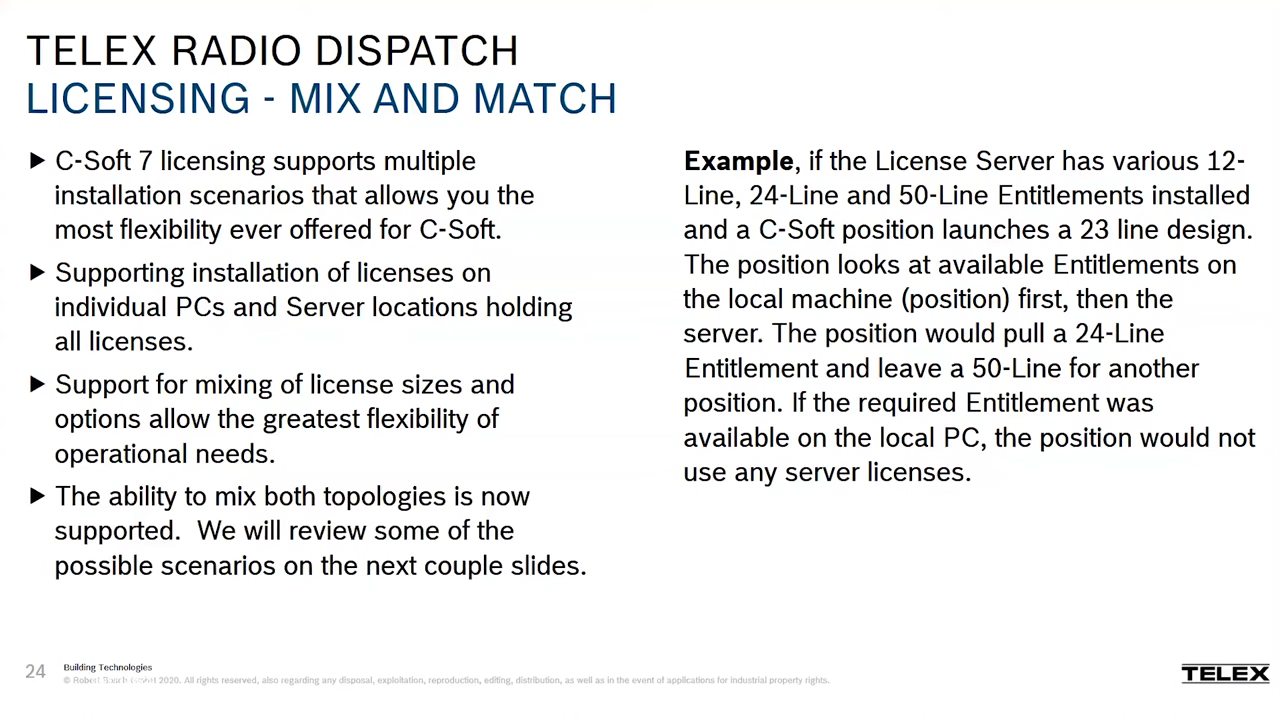 TELEX RADIO DISPATCH
LICENSING - MIX AND MATCH
▶ C-Soft 7 licensing supports multiple
installation scenarios that allows you the
most flexibility ever offered for C-Soft.
▶ Supporting installation of licenses on
individual PCs and Server locations holding
all licenses.
▶ Support for mixing of license sizes and
options allow the greatest flexibility of
operational needs.
▶ The ability to mix both topologies is now
supported.  We will review some of the
possible scenarios on the next couple slides.
Example, if the License Server has various 12-
Line, 24-Line and 50-Line Entitlements installed
and a C-Soft position launches a 23 line design.
The position looks at available Entitlements on
the local machine (position) first, then the
server. The position would pull a 24-Line
Entitlement and leave a 50-Line for another
position. If the required Entitlement was
available on the local PC, the position would not
use any server licenses.
24
Building Technologies
© Robert Bosch GmbH 2020. All rights reserved, also regarding any disposal, exploitation, reproduction, editing, distribution, as well as in the event of applications for industrial property rights.
TELEX